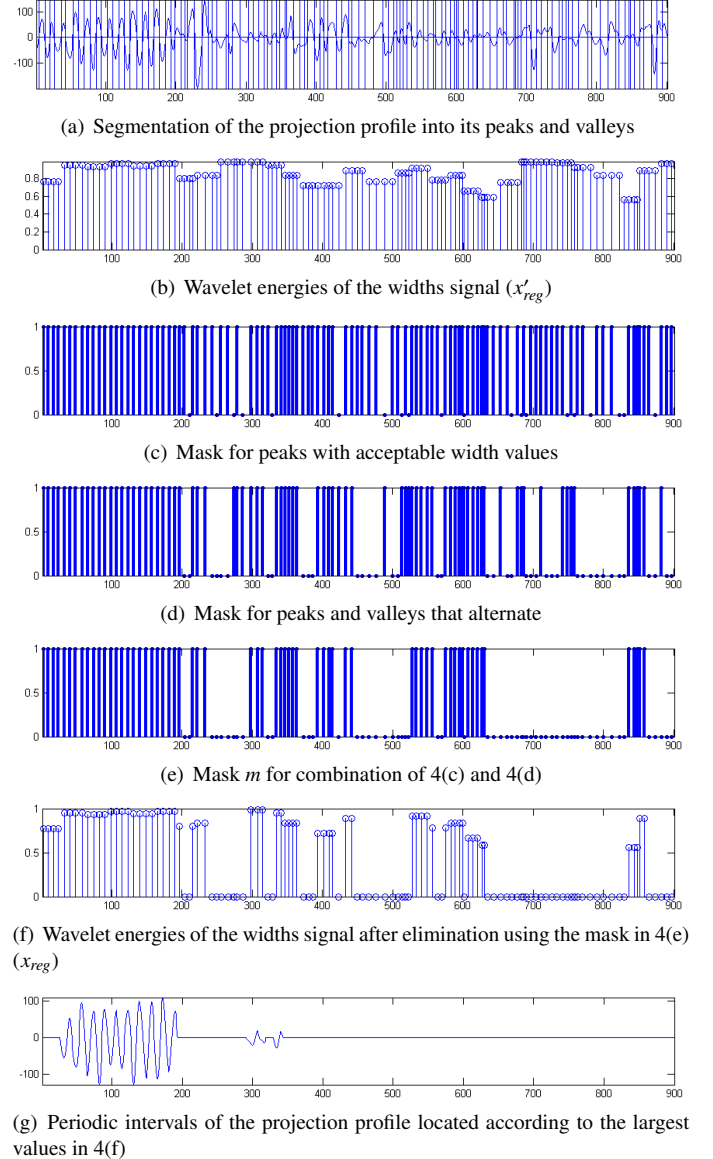 100
0
-100
100 200 300 400 500 600 700 800 900
(a) Segmentation of the projection profile into its peaks and valleys
0.8
0.6
0.4
0.2
0
100 200 300 400 500 600 700 800 900
(b) Wavelet energies of the widths signal (x′reg)
1
0.5
0
100 200 300 400 500 600 700 800 900
(c) Mask for peaks with acceptable width values
1
0.5
0
100 200 300 400 500 600 700 800 900
(d) Mask for peaks and valleys that alternate
1
0.5
0
100 200 300 400 500 600 700 800 900
(e) Mask m for combination of 4(c) and 4(d)
1
0.5
0
100 200 300 400 500 600 700 800 900
(f) Wavelet energies of the widths signal after elimination using the mask in 4(e)
(xreg)
100
0
-100
100 200 300 400 500 600 700 800 900
(g) Periodic intervals of the projection profile located according to the largest
values in 4(f)